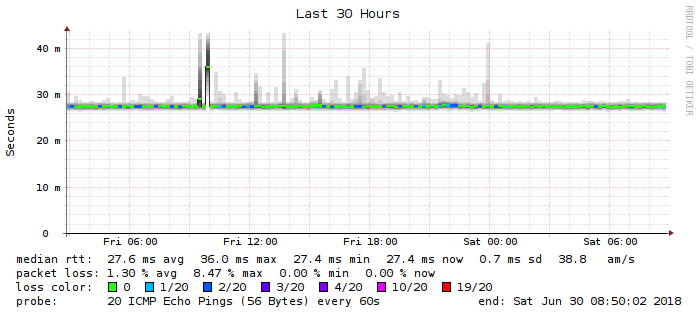 Last 30 Hours
RRDTOOL / TOBI OETIKER
Seconds
40 m
30 m
20 m
10 m
0
Fri 06:00 Fri 12:00 Fri 18:00 Sat 00:00 Sat 06:00
median rtt: 27.6 ms avg 36.0 ms max 27.4 ms min 27.4 ms now 0.7 ms sd 38.8 am/s
packet loss: 1.30 % avg 8.47 % max 0.00 % min 0.00 % now
loss color: 0 1/20 2/20 3/20 4/20 10/20 19/20
probe: 20 ICMP Echo Pings (56 Bytes) every 60s end: Sat Jun 30 08:50:02 2018